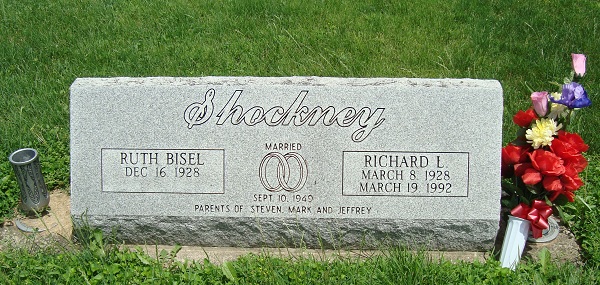 Shockney
MARRIED
SEPT. 10, 1949
RUTH BISEL
DEC 16, 1928
RICHARD L.
MARCH 8, 1928
MARCH 19, 1992
PARENTS OF STEVEN, MARK, AND JEFFREY